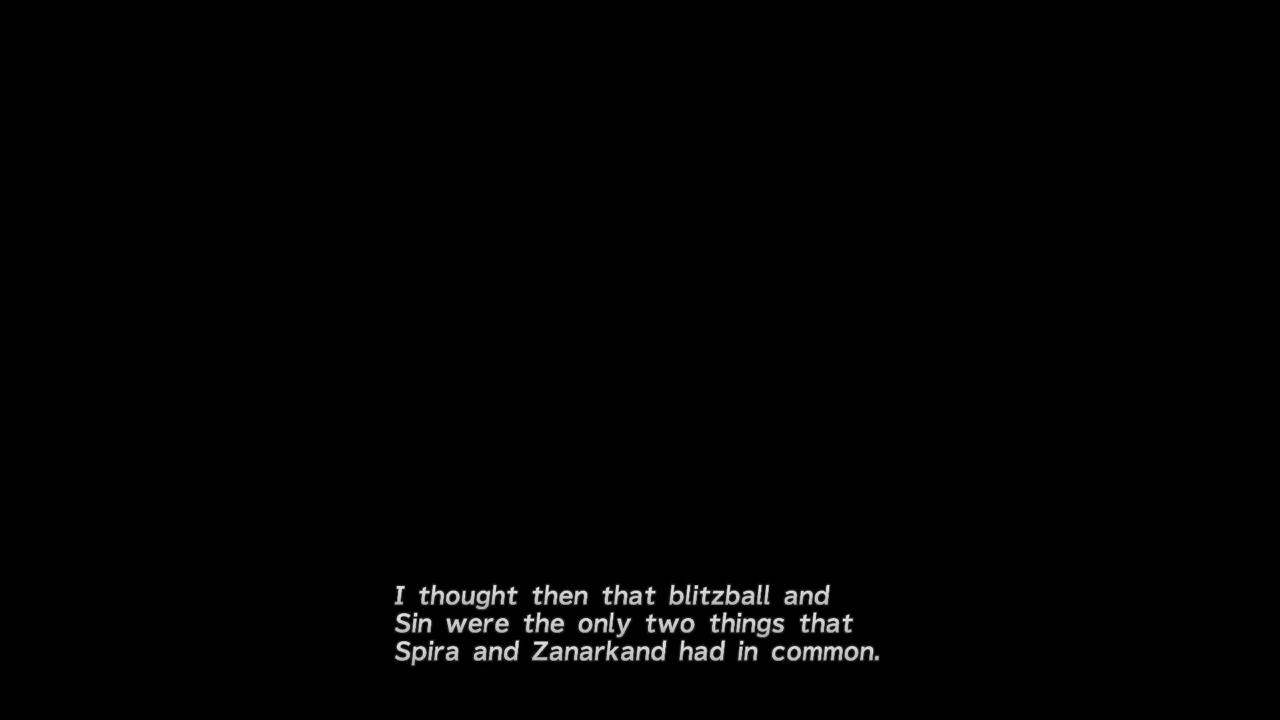 I thought then that blitzball and
Sin were the only two things that
Spira and Zanarkand had in common.